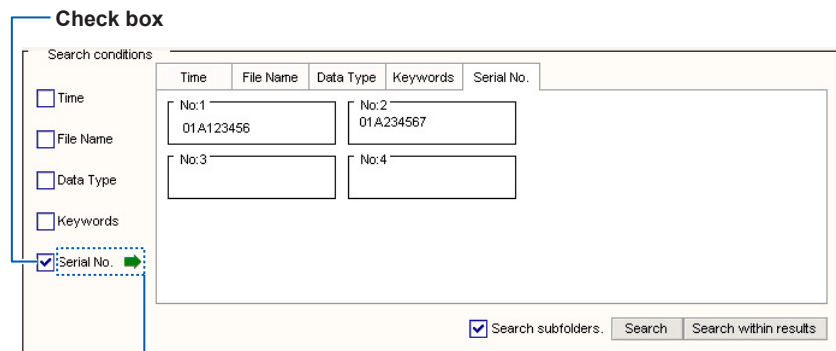 Check box
Search conditions
Time File Name Data Type Keywords Serial No.
Time
No:1 No:2
01A123456 01A234567
File Name
No:3 No:4
Data Type
Keywords
Serial No.
Search subfolders. Search Search within results